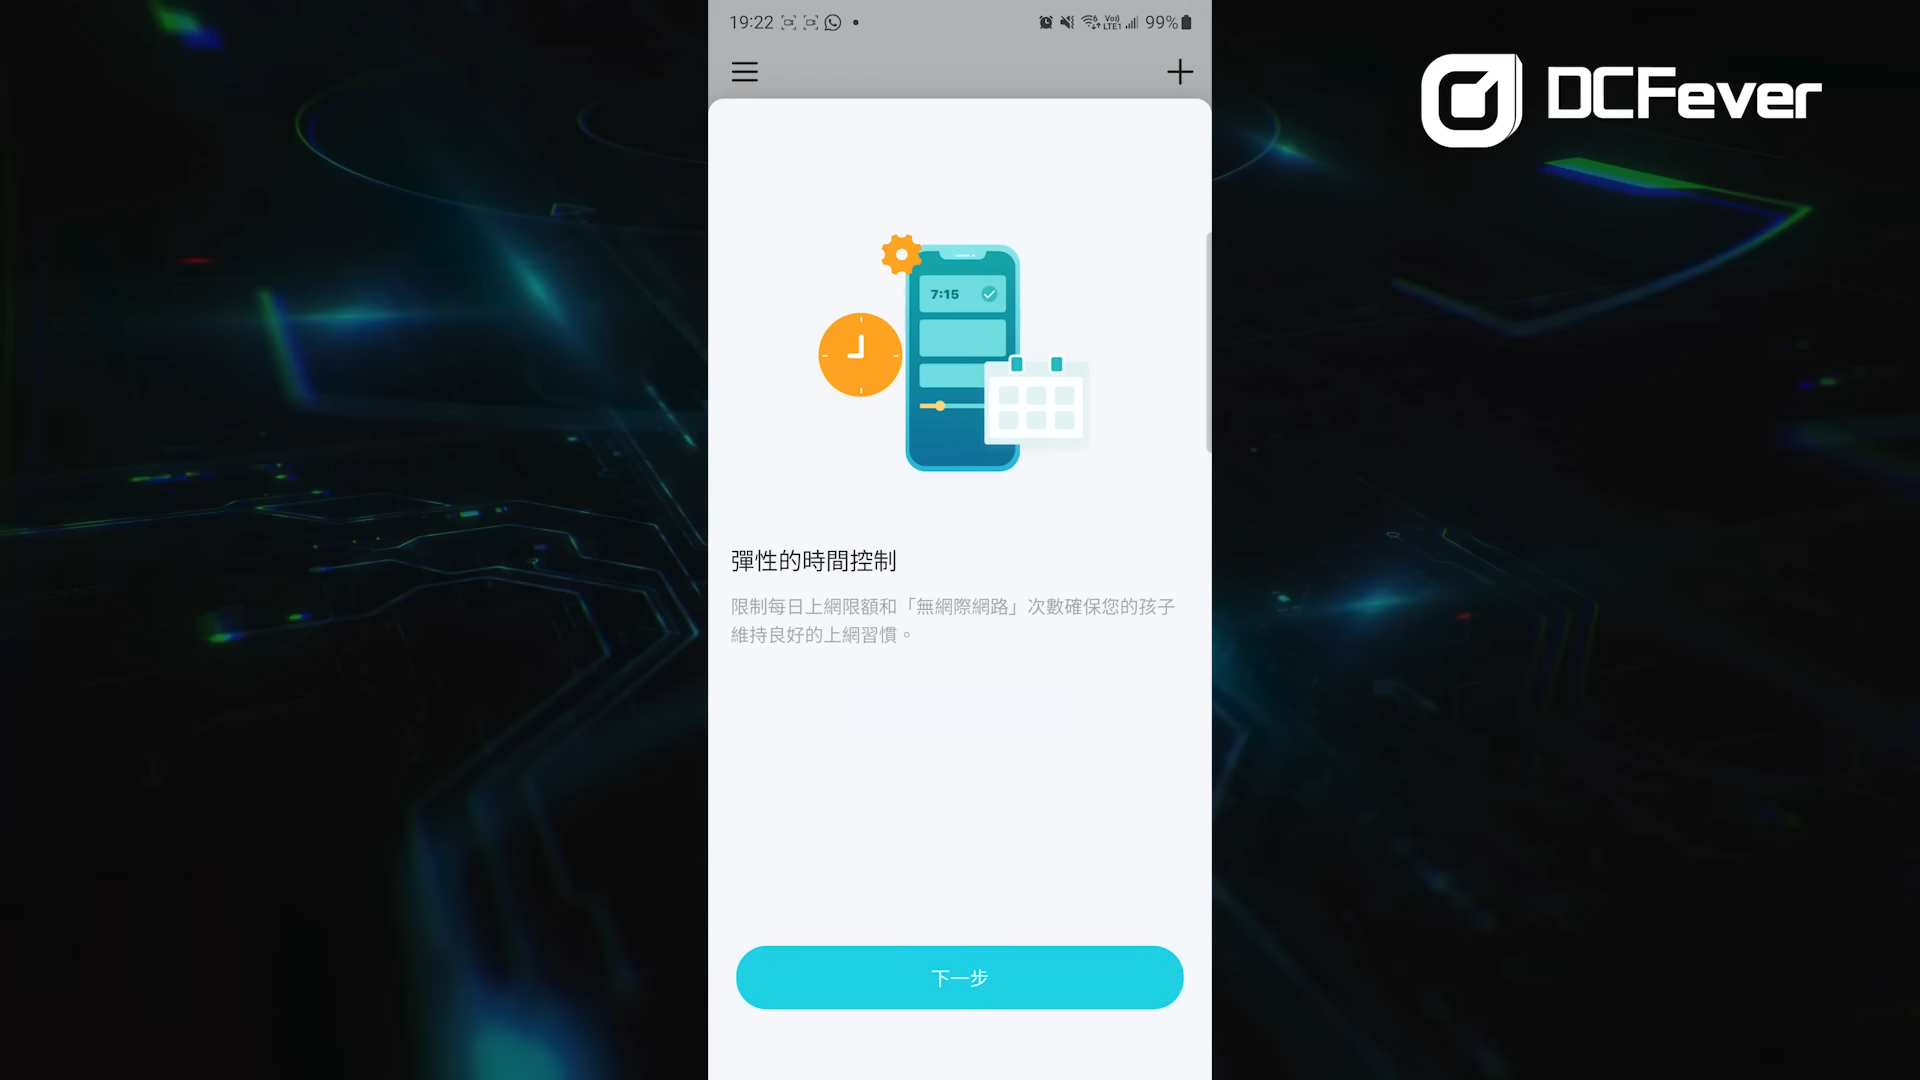 19:22
Vo))
LTE1
99%
DCFever
7:15
彈性的時間控制
限制每日上網限額和「無網際網路」次數確保您的孩子
維持良好的上網習慣。
下一步